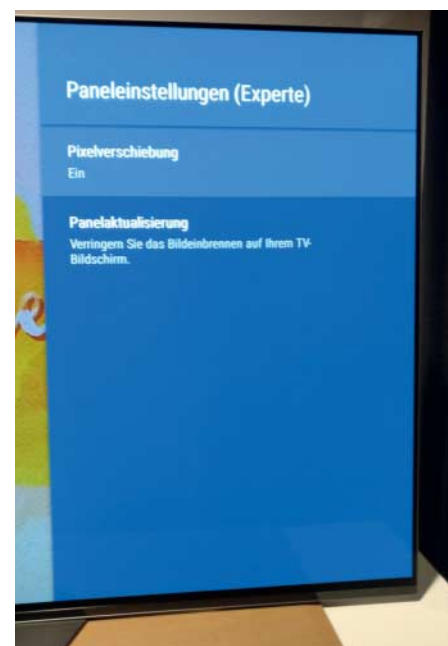 Paneleinstellungen (Experte)
Pixelverschiebung
Ein
Panelaktualisierung
Verringern Sie das Bildeinbrennen auf Ihrem TV-
Bildschirm.